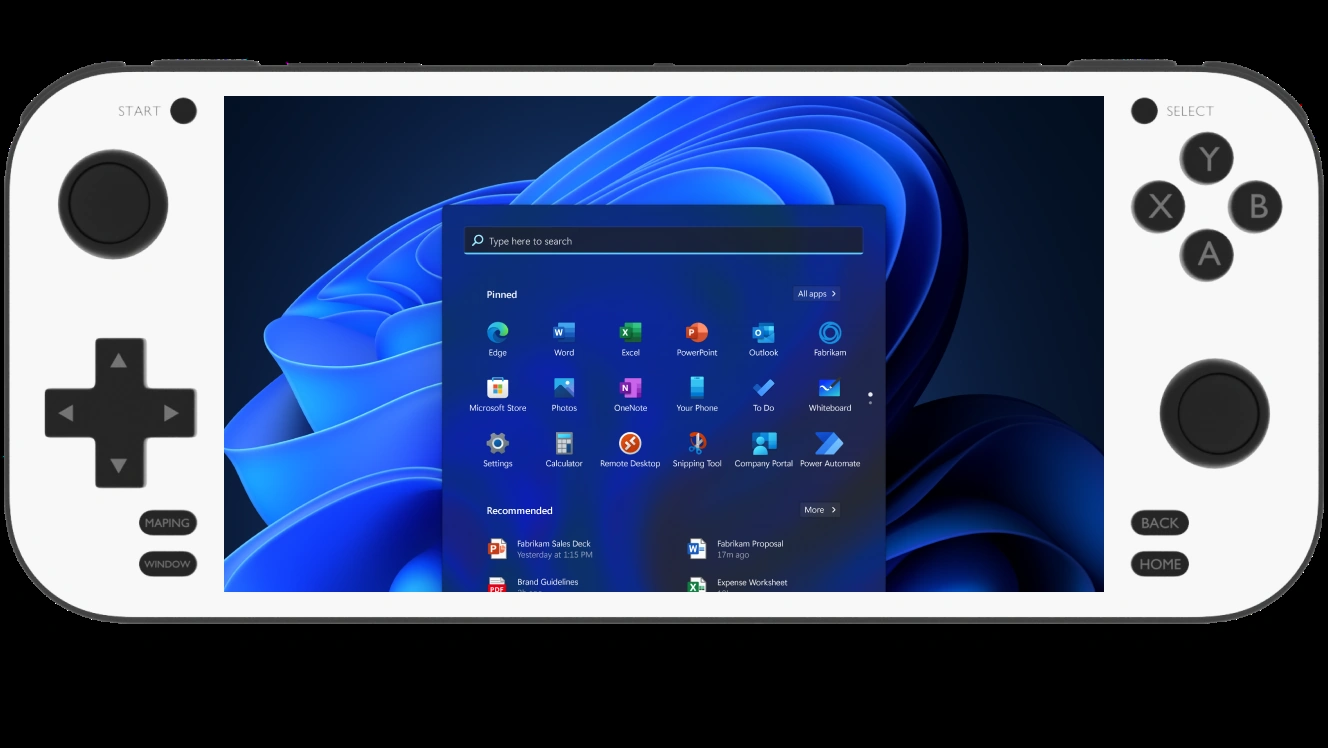 START
SELECT
Y
X
B
A
Type here to search
Pinned
All apps >
Edge
Word
Excel
PowerPoint
Outlook
Fabrikam
Microsoft Store
Photos
OneNote
Your Phone
To Do
Whiteboard
Settings
Calculator
Remote Desktop
Snipping Tool
Company Portal
Power Automate
Recommended
More >
Fabrikam Sales Deck
Yesterday at 1:15 PM
Fabrikam Proposal
17m ago
Brand Guidelines
PDF
Expense Worksheet
MAPING
WINDOW
BACK
HOME